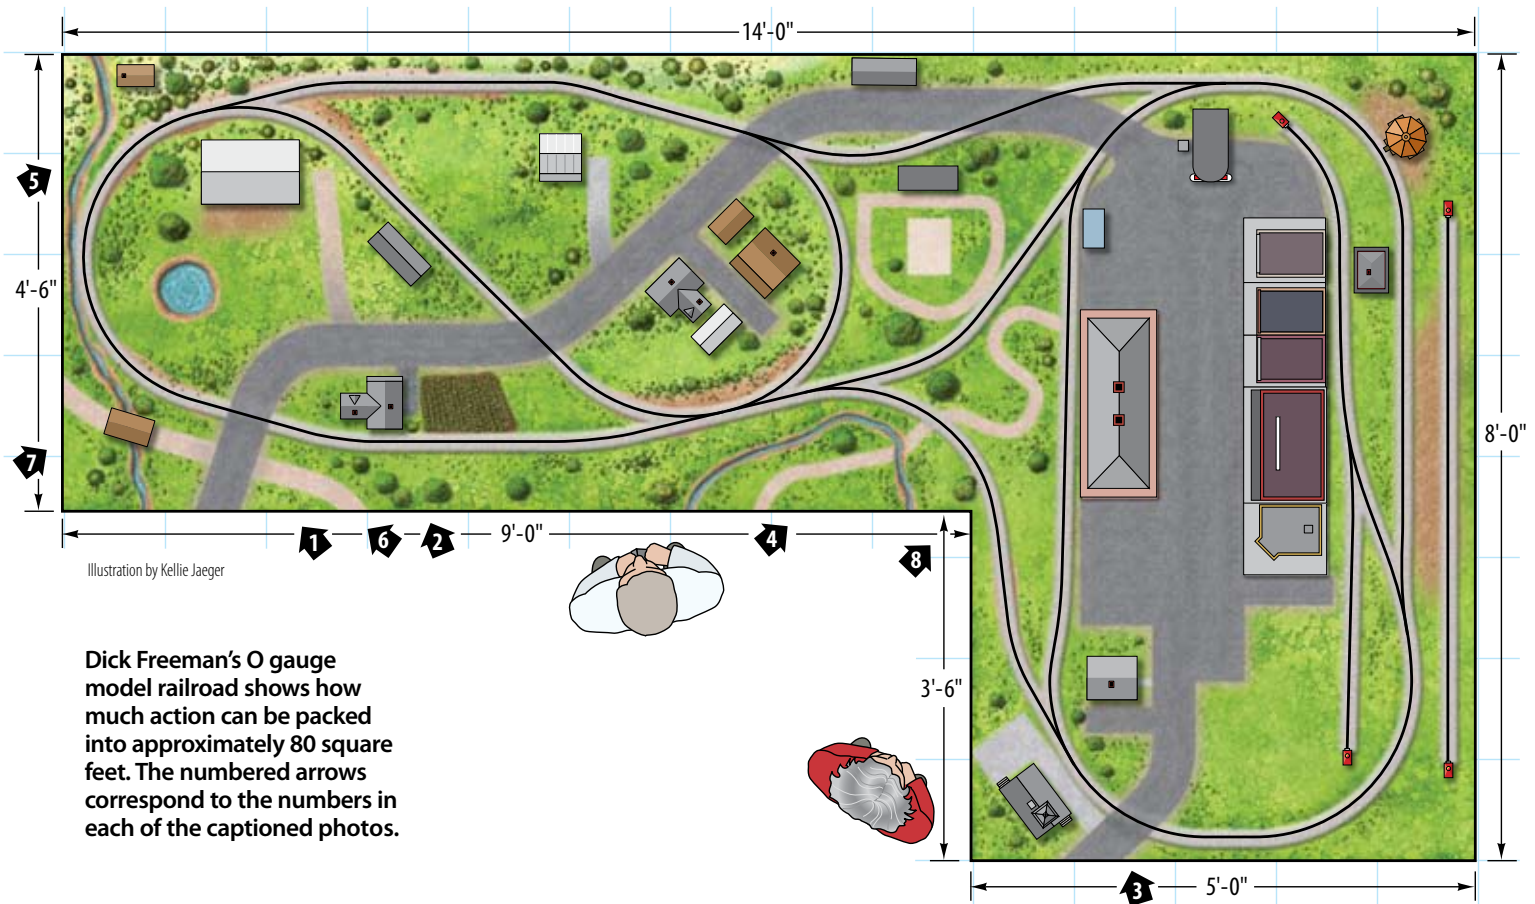 14'-0"
5
4'-6"
8'-0"
7
9'-0"
1
6
2
4
8
Illustration by Kellie Jaeger
Dick Freeman’s O gauge
model railroad shows how
much action can be packed
into approximately 80 square
feet. The numbered arrows
correspond to the numbers in
each of the captioned photos.
3'-6"
3
5'-0"